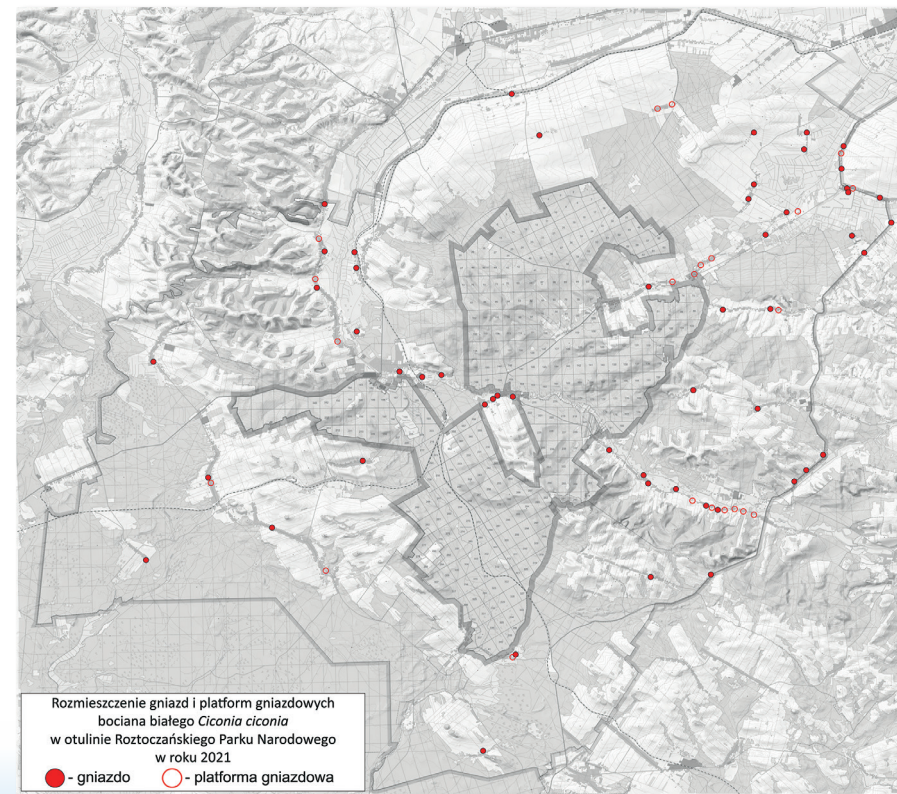 Rozmieszczenie gniazd i platform gniazdowych
bociana białego Ciconia ciconia
w otulinie Roztoczańskiego Parku Narodowego
w roku 2021
- gniazdo - platforma gniazdowa